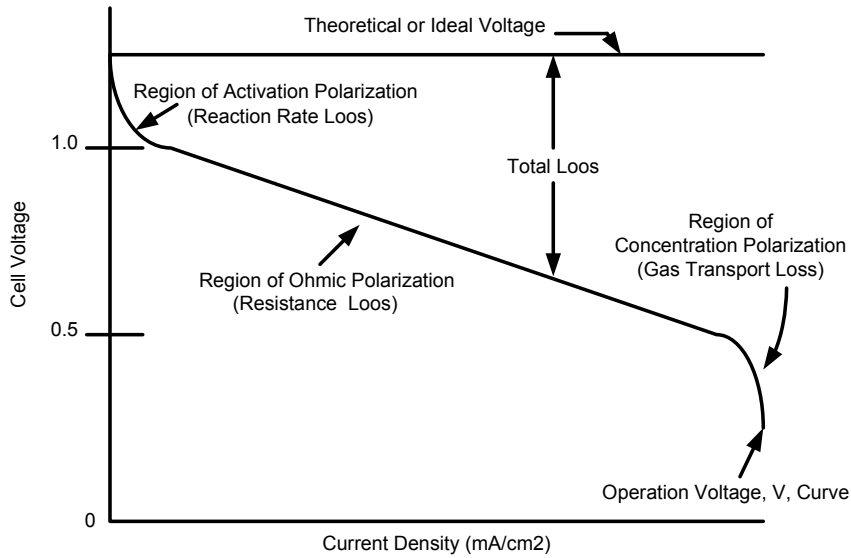 Theoretical or Ideal Voltage
Region of Activation Polarization
(Reaction Rate Loos)
1.0
Total Loos
Region of
Concentration Polarization
(Gas Transport Loss)
Cell Voltage
Region of Ohmic Polarization
(Resistance Loos)
0.5
Operation Voltage, V, Curve
0
Current Density (mA/cm2)